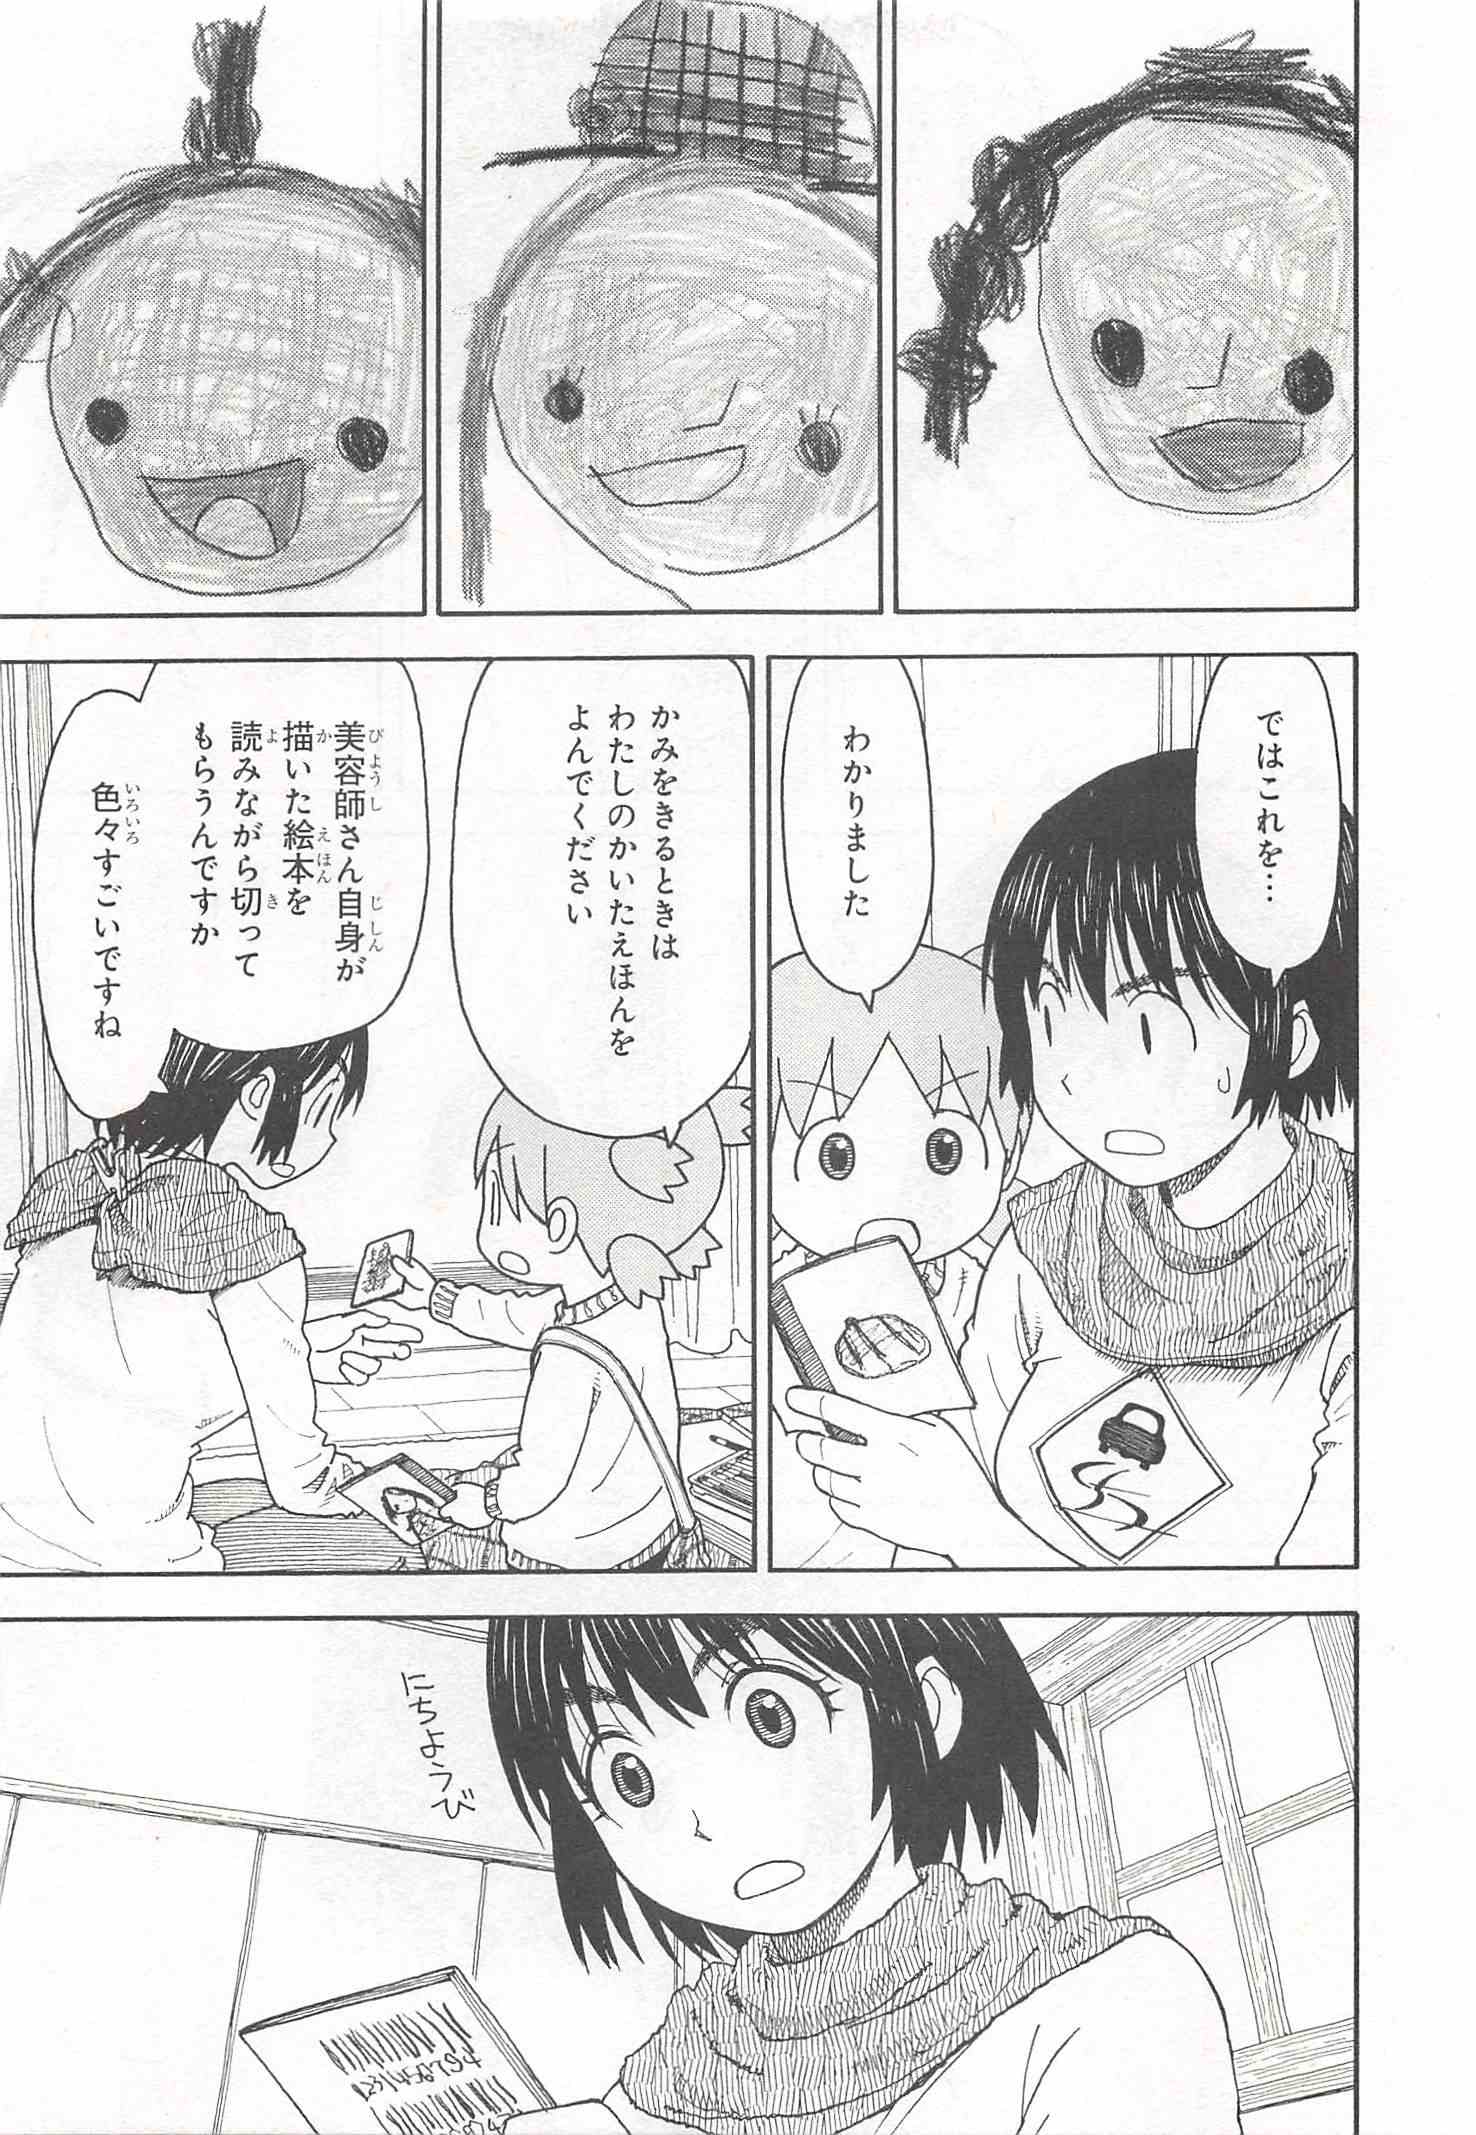 ではこれを…
わかりました
かみをきるときは
わたしのかいたえほんを
よんでください
美容師さん自身が
描いた絵本を
読みながら切って
もらうんですか
色々すごいですね
にちょうび